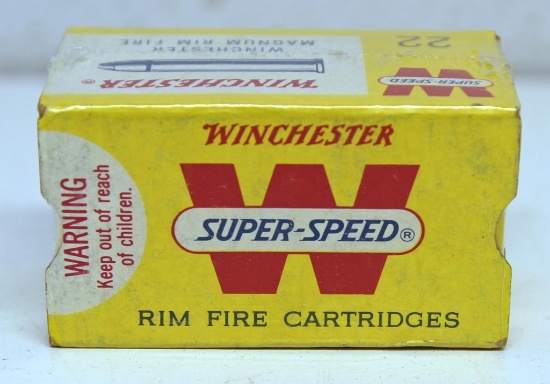 22
WINCHESTER
MAGNUM RIM FIRE
WINCHESTER®
W
SUPER-SPEED
WINCHESTER
W
SUPER-SPEED®
RIM FIRE CARTRIDGES
WARNING
Keep out of reach
of children.